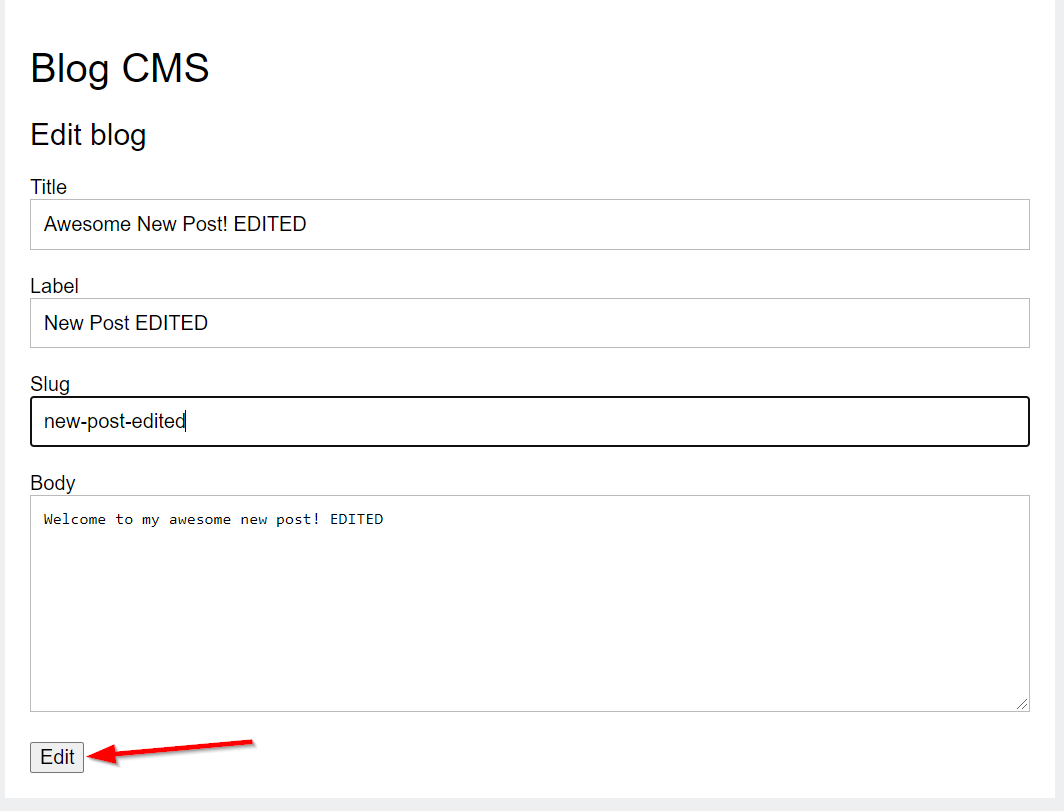 Blog CMS
Edit blog
Title
Awesome New Post! EDITED
Label
New Post EDITED
Slug
new-post-edited
Body
Welcome to my awesome new post! EDITED
Edit